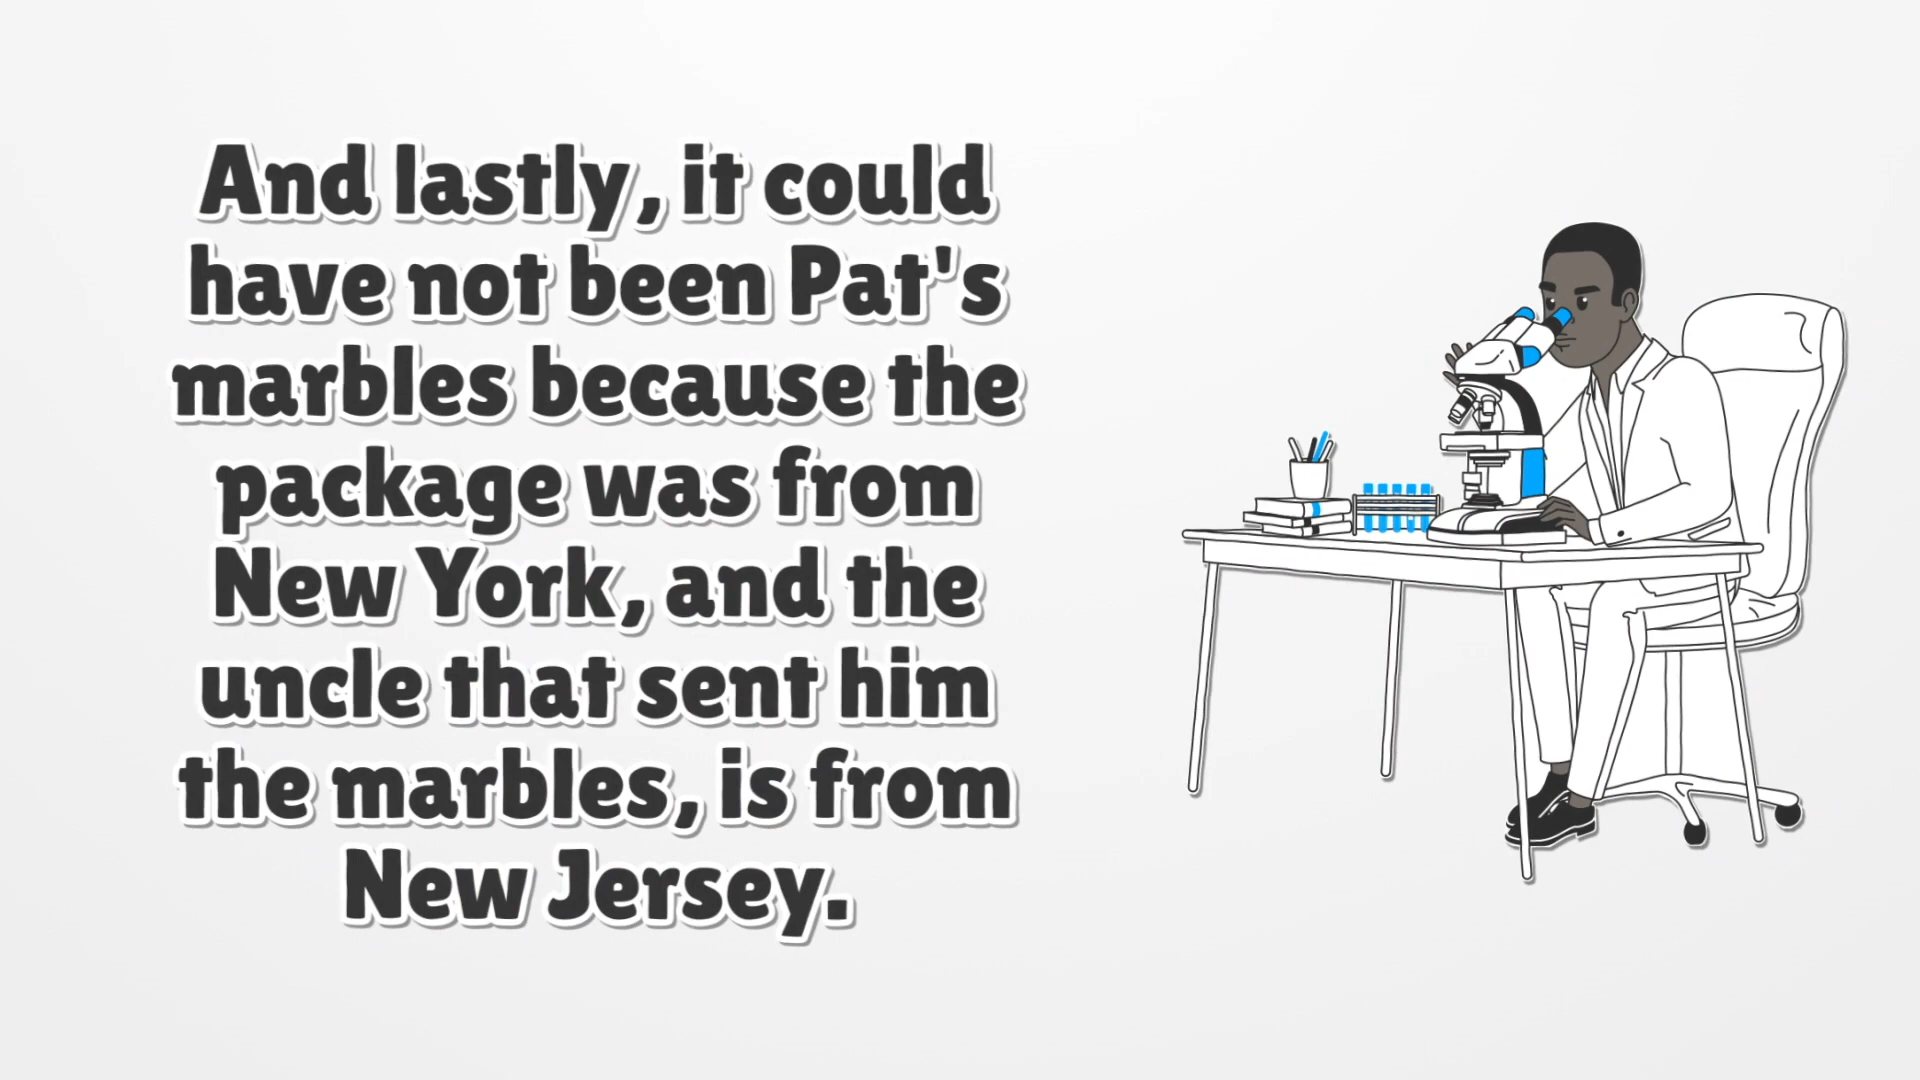 And lastly, it could
have not been Pat's
marbles because the
package was from
New York, and the
uncle that sent him
the marbles, is from
New Jersey.